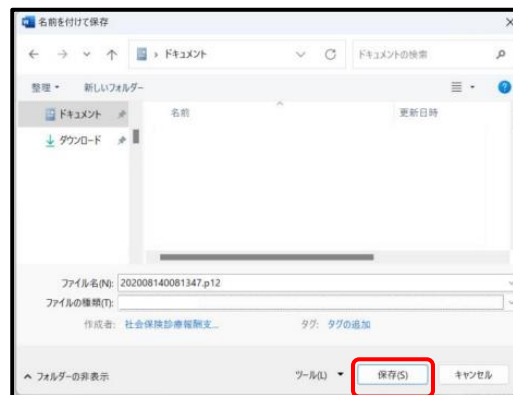 名前を付けて保存
ドキュメント
ドキュメントの検索
整理 新しいフォルダー
名前 更新日時
ドキュメント
ダウンロード
ファイル名(N): 202008140081347.p12
ファイルの種類(T):
作成者: 社会保険診療報酬支... タグ: タグの追加
フォルダーの非表示 ツール(L) 保存(S) キャンセル